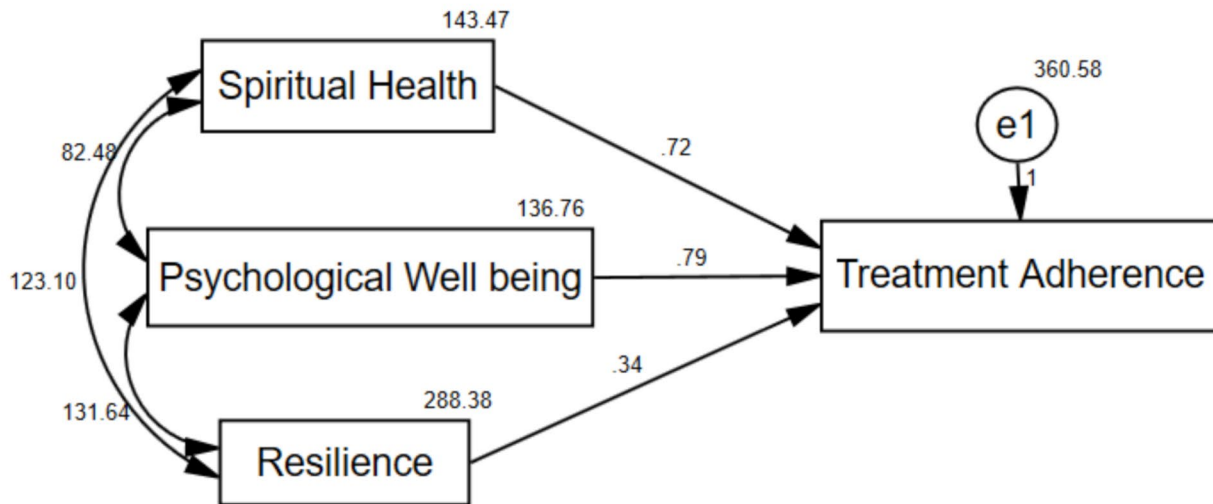 143.47
Spiritual Health
360.58
e1
82.48
.72
1
136.76
Psychological Well being
.79
Treatment Adherence
123.10
.34
131.64
288.38
Resilience